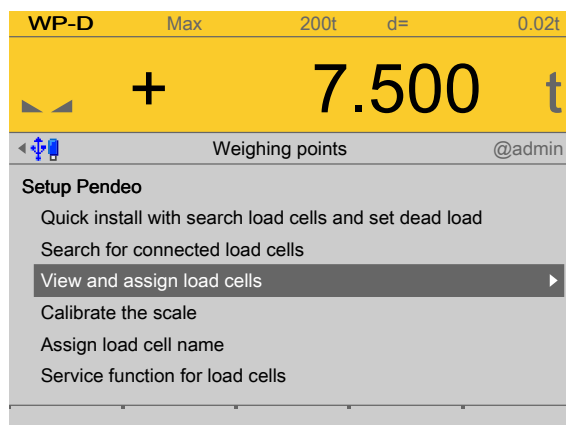 WP-D Max 200t d= 0.02t
+ 7.500 t
Weighing points @admin
Setup Pendeo
Quick install with search load cells and set dead load
Search for connected load cells
View and assign load cells
Calibrate the scale
Assign load cell name
Service function for load cells